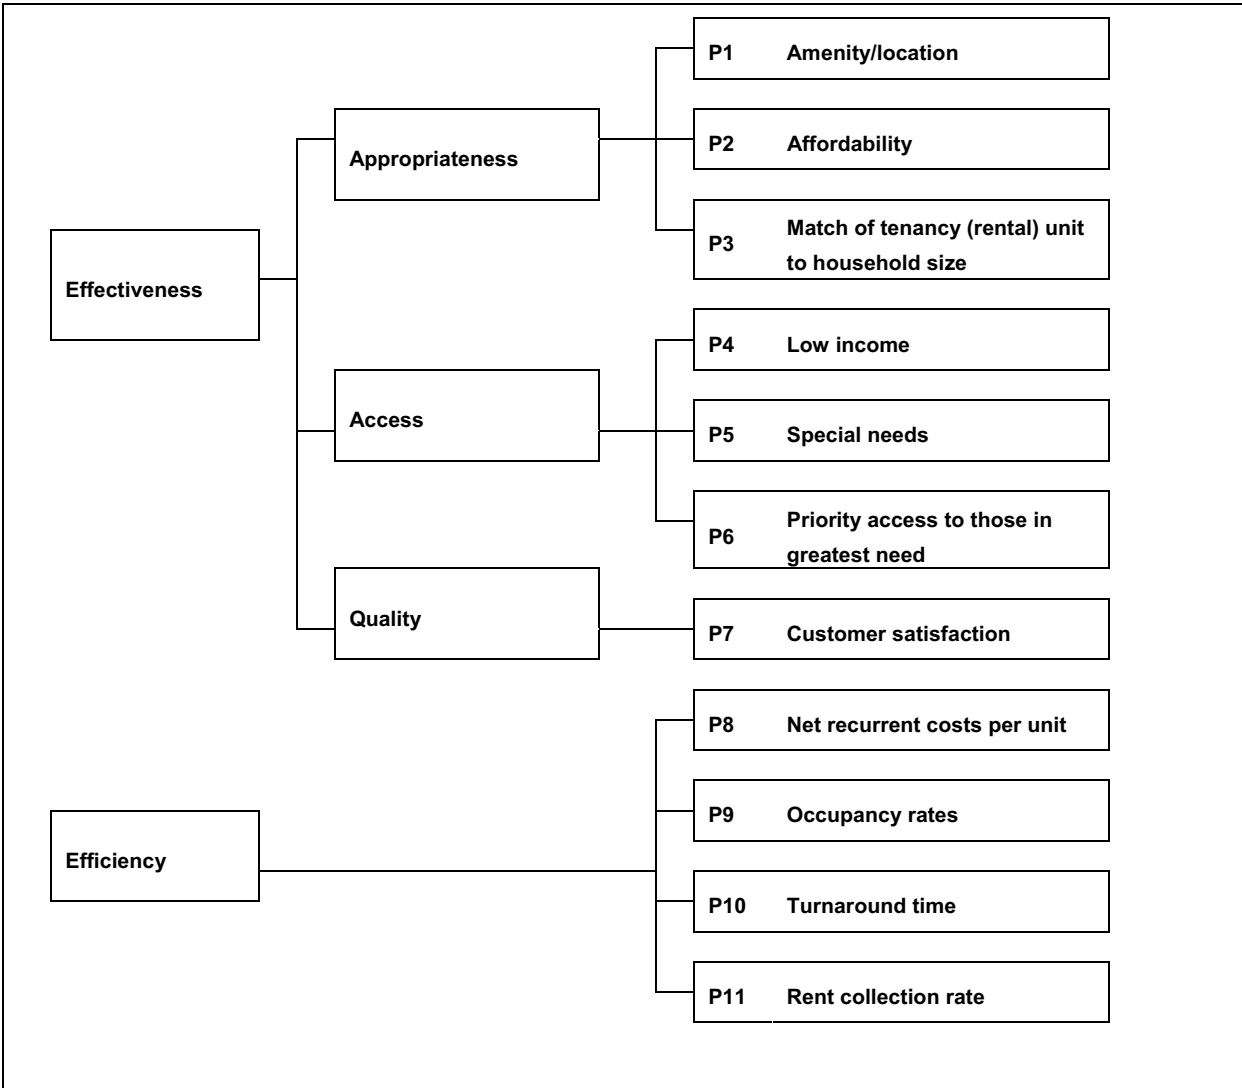 P1 Amenity/location
Appropriateness
P2 Affordability
P3 Match of tenancy (rental) unit
to household size
Effectiveness
P4 Low income
Access
P5 Special needs
P6 Priority access to those in
greatest need
Quality
P7 Customer satisfaction
P8 Net recurrent costs per unit
P9 Occupancy rates
Efficiency
P10 Turnaround time
P11 Rent collection rate